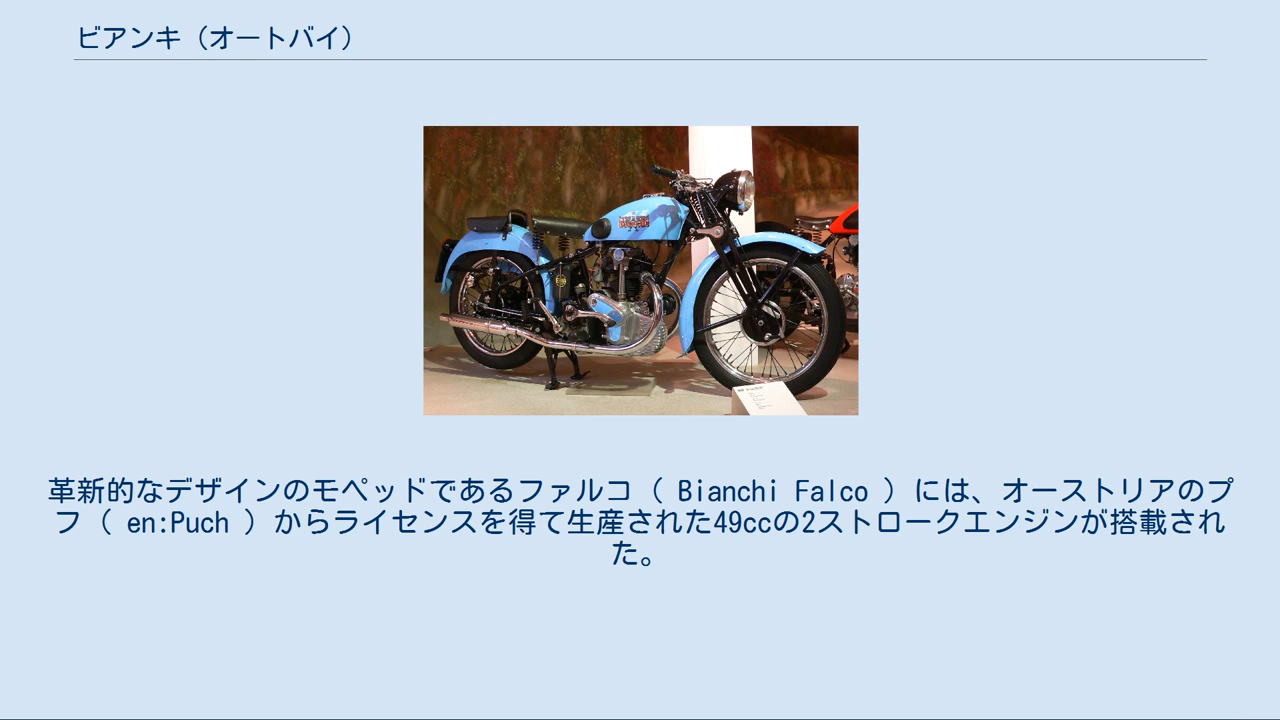 ビアンキ（オートバイ）
革新的なデザインのモペッドであるファルコ（ Bianchi Falco ）には、オーストリアのプ
フ（ en:Puch ）からライセンスを得て生産された49ccの2ストロークエンジンが搭載され
た。